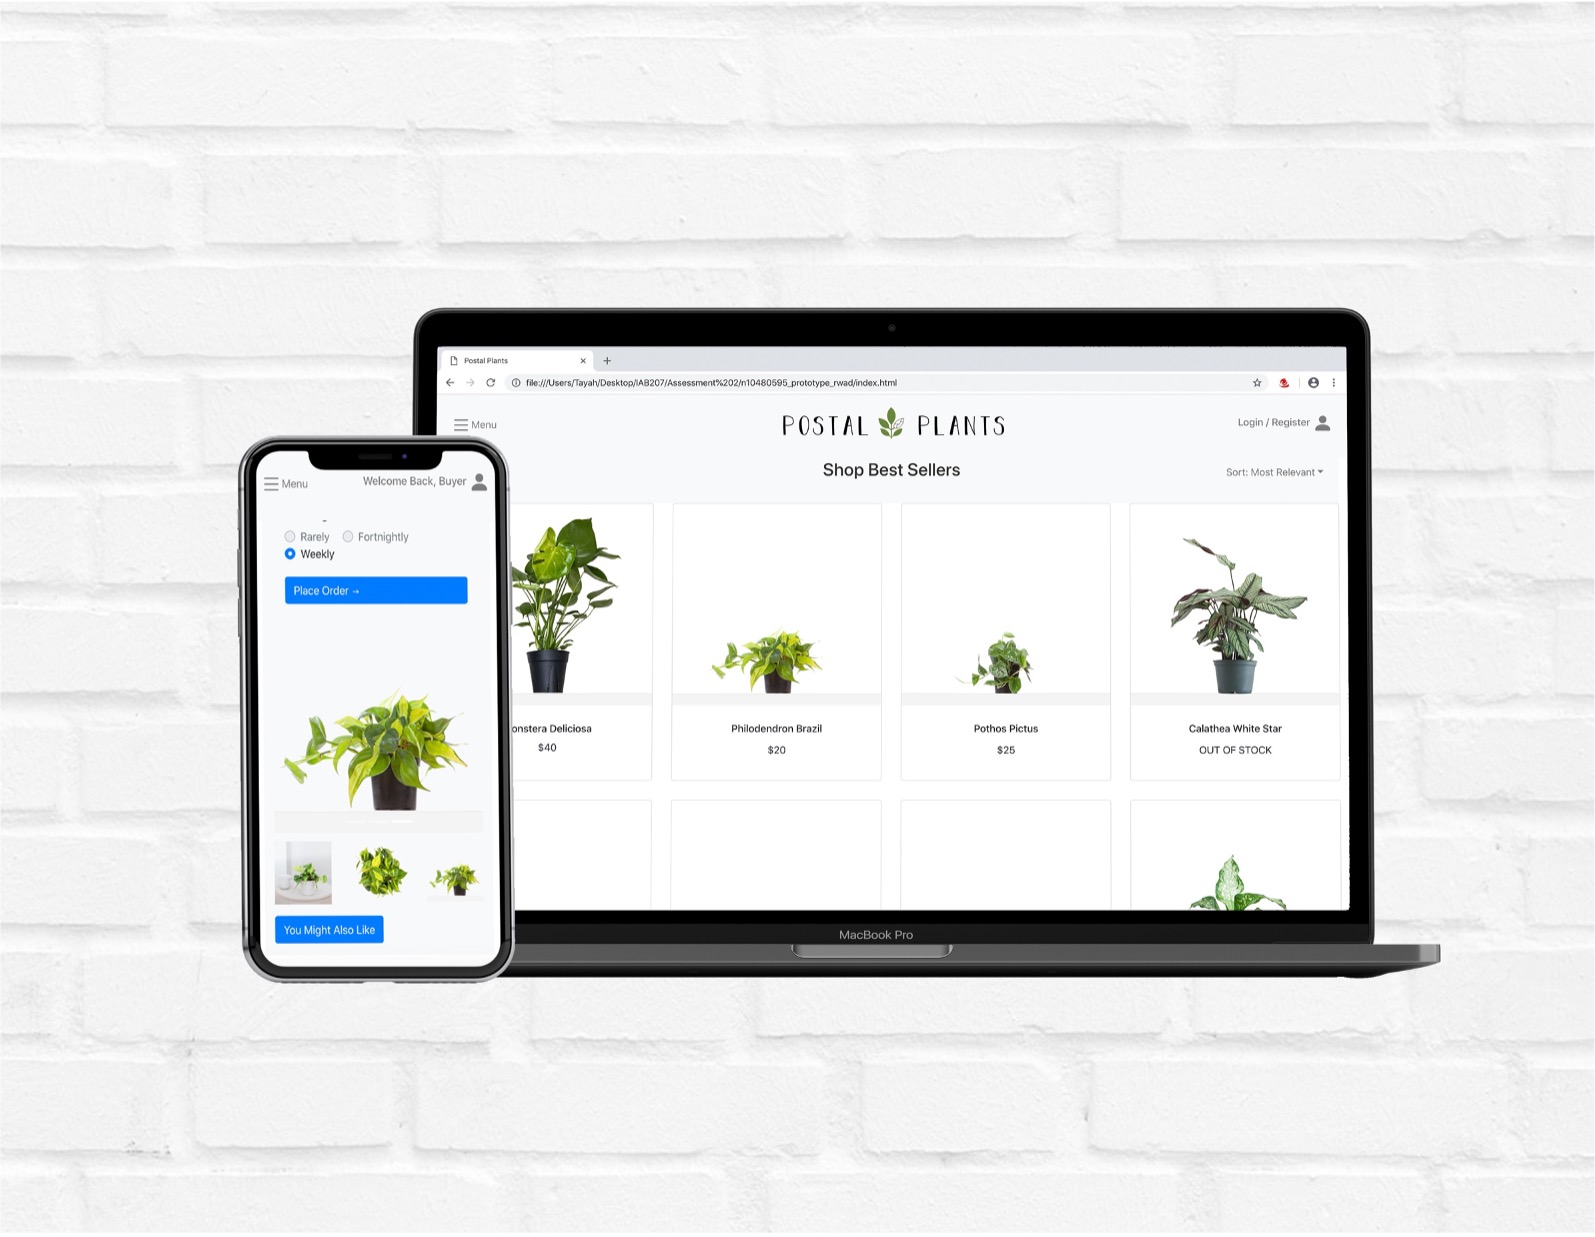 Postal Plants
file:///Users/Tayah/Desktop/IAB207/Assessment%202/n10480595_prototype_rwad/index.html
Menu
POSTAL PLANTS
Login / Register
Shop Best Sellers
Sort: Most Relevant
onstera Deliciosa
$40
Philodendron Brazil
$20
Pothos Pictus
$25
Calathea White Star
OUT OF STOCK
MacBook Pro
Menu
Welcome Back, Buyer
Rarely
Fortnightly
Weekly
Place Order →
You Might Also Like